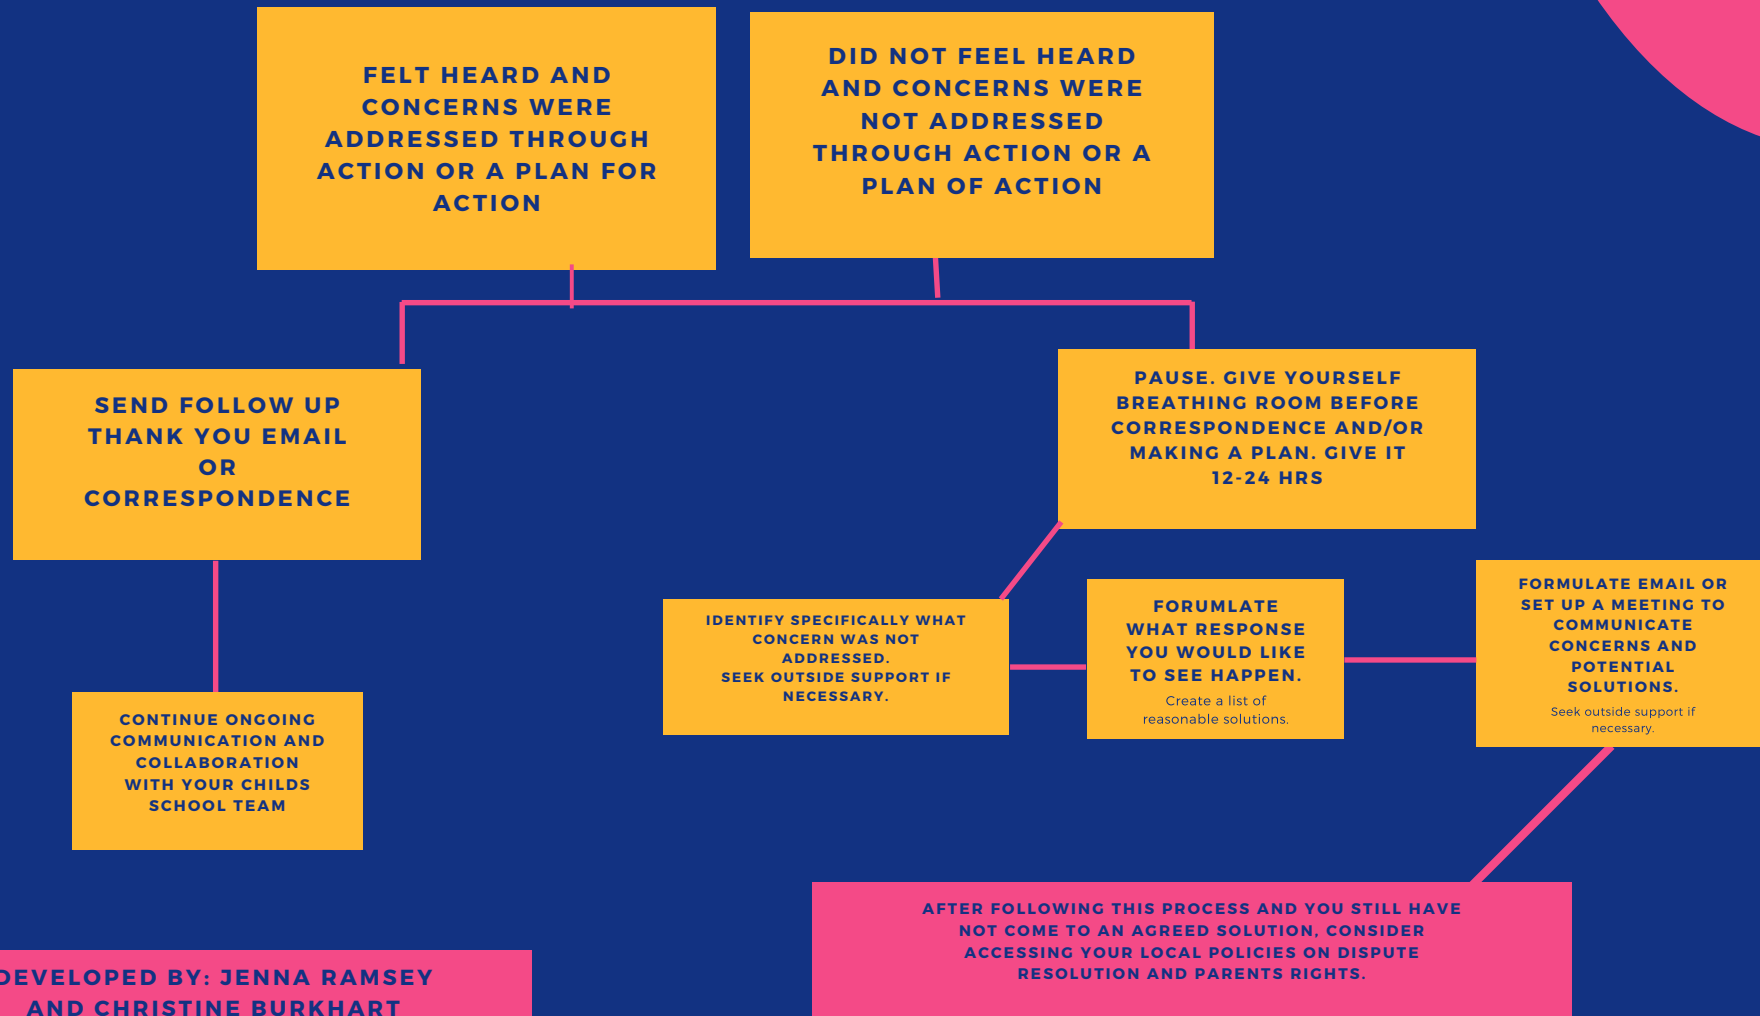 FELT HEARD AND
CONCERNS WERE
ADDRESSED THROUGH
ACTION OR A PLAN FOR
ACTION
DID NOT FEEL HEARD
AND CONCERNS WERE
NOT ADDRESSED
THROUGH ACTION OR A
PLAN OF ACTION
SEND FOLLOW UP
THANK YOU EMAIL
OR
CORRESPONDENCE
PAUSE. GIVE YOURSELF
BREATHING ROOM BEFORE
CORRESPONDENCE AND/OR
MAKING A PLAN. GIVE IT
12-24 HRS
IDENTIFY SPECIFICALLY WHAT
CONCERN WAS NOT
ADDRESSED.
SEEK OUTSIDE SUPPORT IF
NECESSARY.
FORUMLATE
WHAT RESPONSE
YOU WOULD LIKE
TO SEE HAPPEN.
Create a list of
reasonable solutions.
FORMULATE EMAIL OR
SET UP A MEETING TO
COMMUNICATE
CONCERNS AND
POTENTIAL
SOLUTIONS.
Seek outside support if
necessary.
CONTINUE ONGOING
COMMUNICATION AND
COLLABORATION
WITH YOUR CHILDS
SCHOOL TEAM
AFTER FOLLOWING THIS PROCESS AND YOU STILL HAVE
NOT COME TO AN AGREED SOLUTION, CONSIDER
ACCESSING YOUR LOCAL POLICIES ON DISPUTE
RESOLUTION AND PARENTS RIGHTS.
DEVELOPED BY: JENNA RAMSEY
AND CHRISTINE BURKHART